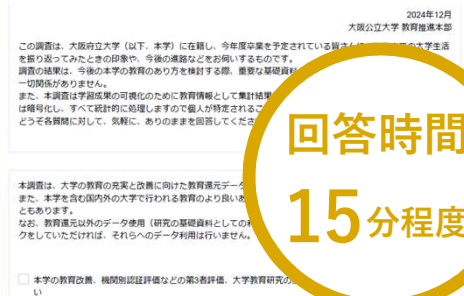 2024年12月
大阪公立大学 教育推進本部
この調査は、大阪府立大学（以下、本学）に在籍し、今年度卒業を予定されている皆さん
の大学生活
を振り返ってみたときの印象や、今後の進路などをお伺いするものです。
調査の結果は、今後の本学の教育のあり方を検討する際、重要な基礎資料
一切関係がありません。
また、本調査は学習成果の可視化のために教育情報として集計結果
は暗号化し、すべて統計的に処理しますので個人が特定されるこ
どうぞ各質問に対して、気軽に、ありのままを回答してくださ
回答時間
15分程度
本調査は、大学の教育の充実と改善に向けた教育還元デー
また、本学を含む国内外の大学で行われる教育のより良いあ
ともあります。
なお、教育還元以外のデータ使用（研究の基礎資料としての
クをしていただければ、それらへのデータ利用は行いません。
本学の教育改善、機関別認証評価などの第3者評価、大学教育研究の
い